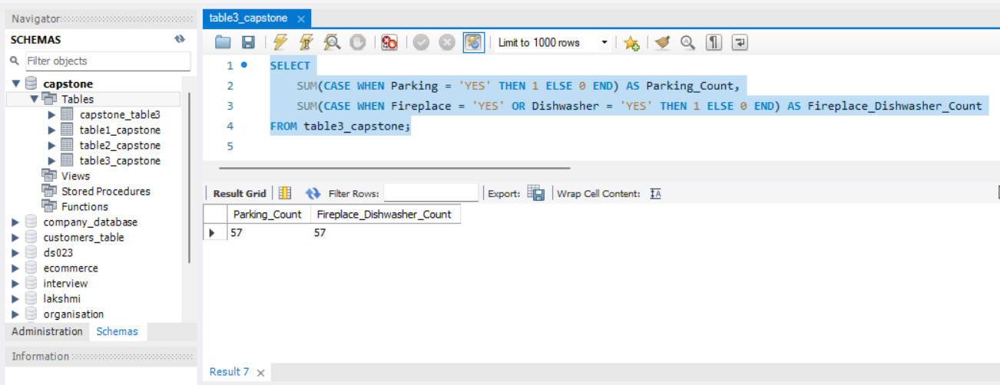 Navigator
SCHEMAS
Filter objects
capstone
Tables
capstone_table3
table1_capstone
table2_capstone
table3_capstone
Views
Stored Procedures
Functions
company_database
customers_table
ds023
ecommerce
interview
lakshmi
organisation
Administration Schemas
Information
table3_capstone
Limit to 1000 rows
1 SELECT
2 SUM(CASE WHEN Parking = 'YES' THEN 1 ELSE 0 END) AS Parking_Count,
3 SUM(CASE WHEN Fireplace = 'YES' OR Dishwasher = 'YES' THEN 1 ELSE 0 END) AS Fireplace_Dishwasher_Count
4 FROM table3_capstone;
5
Result Grid Filter Rows: Export: Wrap Cell Content:
Parking_Count Fireplace_Dishwasher_Count
57 57
Result 7